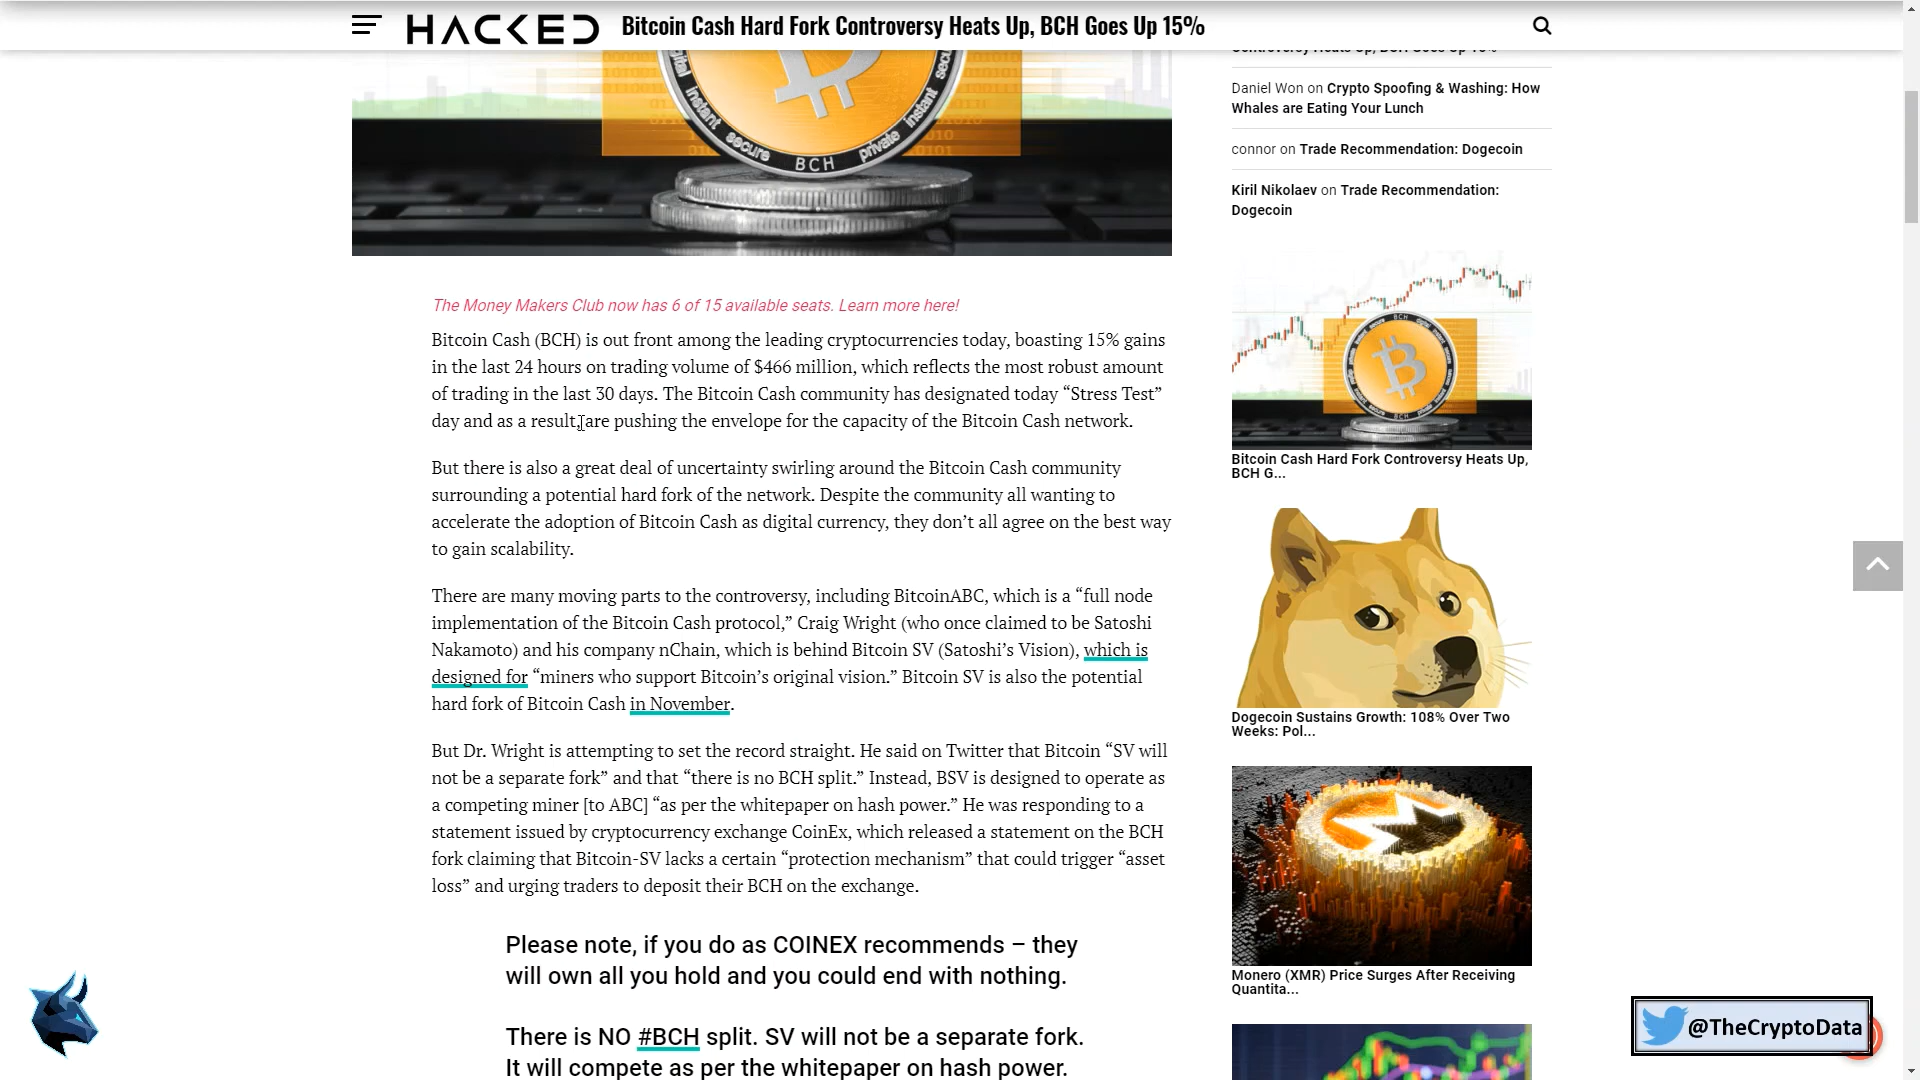 HACKED
Bitcoin Cash Hard Fork Controversy Heats Up, BCH Goes Up 15%
instant
secure
BCH
private
instant
The Money Makers Club now has 6 of 15 available seats. Learn more here!
Bitcoin Cash (BCH) is out front among the leading cryptocurrencies today, boasting 15% gains
in the last 24 hours on trading volume of $466 million, which reflects the most robust amount
of trading in the last 30 days. The Bitcoin Cash community has designated today “Stress Test”
day and as a result, are pushing the envelope for the capacity of the Bitcoin Cash network.
But there is also a great deal of uncertainty swirling around the Bitcoin Cash community
surrounding a potential hard fork of the network. Despite the community all wanting to
accelerate the adoption of Bitcoin Cash as digital currency, they don’t all agree on the best way
to gain scalability.
There are many moving parts to the controversy, including BitcoinABC, which is a “full node
implementation of the Bitcoin Cash protocol,” Craig Wright (who once claimed to be Satoshi
Nakamoto) and his company nChain, which is behind Bitcoin SV (Satoshi’s Vision), which is
designed for “miners who support Bitcoin’s original vision.” Bitcoin SV is also the potential
hard fork of Bitcoin Cash in November.
But Dr. Wright is attempting to set the record straight. He said on Twitter that Bitcoin “SV will
not be a separate fork” and that “there is no BCH split.” Instead, BSV is designed to operate as
a competing miner [to ABC] “as per the whitepaper on hash power.” He was responding to a
statement issued by cryptocurrency exchange CoinEx, which released a statement on the BCH
fork claiming that Bitcoin-SV lacks a certain “protection mechanism” that could trigger “asset
loss” and urging traders to deposit their BCH on the exchange.
Please note, if you do as COINEX recommends – they
will own all you hold and you could end with nothing.
There is NO #BCH split. SV will not be a separate fork.
It will compete as per the whitepaper on hash power.
Controversy Heats Up, BCH Goes Up 15%
Daniel Won on Crypto Spoofing & Washing: How
Whales are Eating Your Lunch
connor on Trade Recommendation: Dogecoin
Kiril Nikolaev on Trade Recommendation:
Dogecoin
BCH
Bitcoin Cash Hard Fork Controversy Heats Up,
BCH G...
Dogecoin Sustains Growth: 108% Over Two
Weeks: Pol...
Monero (XMR) Price Surges After Receiving
Quantita...
@TheCryptoData